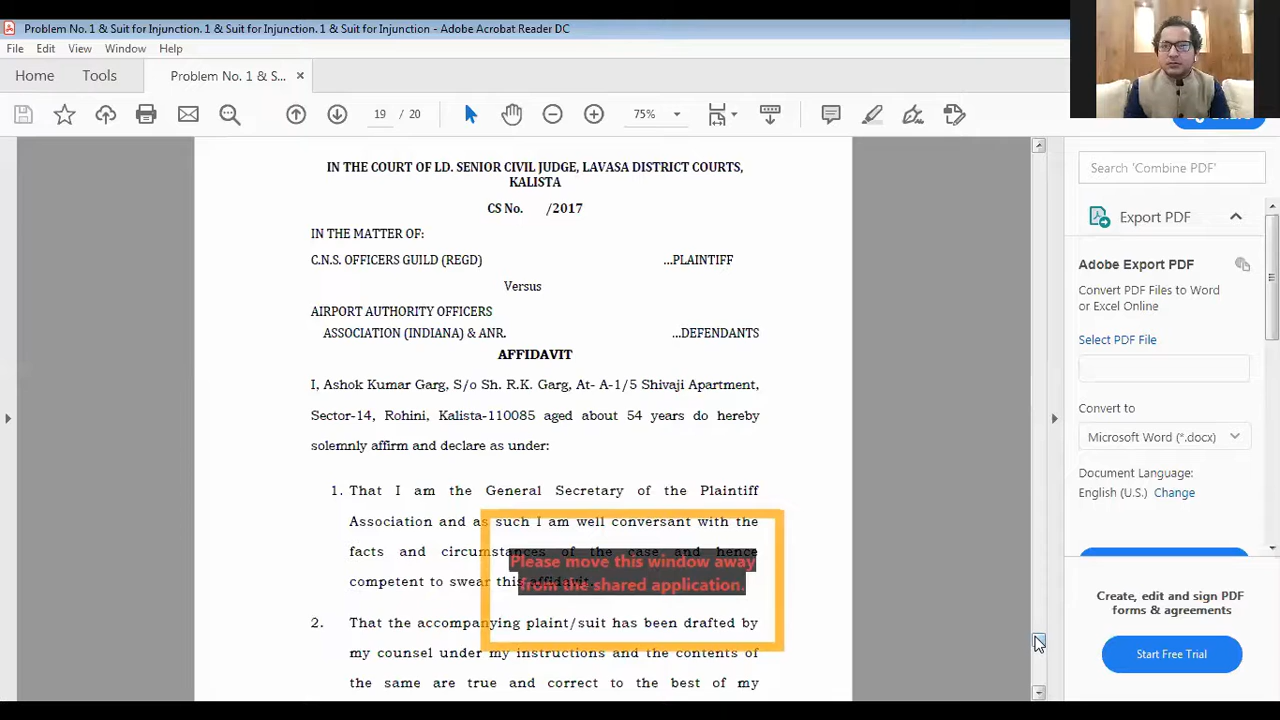 Problem No. 1 & Suit for Injunction. 1 & Suit for Injunction. 1 & Suit for Injunction - Adobe Acrobat Reader DC
File Edit View Window Help
Home Tools Problem No. 1 & S... ×
19 / 20 75%
IN THE COURT OF LD. SENIOR CIVIL JUDGE, LAVASA DISTRICT COURTS,
KALISTA
CS No. /2017
IN THE MATTER OF:
C.N.S. OFFICERS GUILD (REGD) ...PLAINTIFF
Versus
AIRPORT AUTHORITY OFFICERS
ASSOCIATION (INDIANA) & ANR. ...DEFENDANTS
AFFIDAVIT
I, Ashok Kumar Garg, S/o Sh. R.K. Garg, At- A-1/5 Shivaji Apartment,
Sector-14, Rohini, Kalista-110085 aged about 54 years do hereby
solemnly affirm and declare as under:
1. That I am the General Secretary of the Plaintiff
Association and as such I am well conversant with the
facts and circumstances of the case and hence
competent to swear this affidavit.
2. That the accompanying plaint/suit has been drafted by
my counsel under my instructions and the contents of
the same are true and correct to the best of my
Please move this window away
from the shared application.
Search 'Combine PDF'
Export PDF
Adobe Export PDF
Convert PDF Files to Word
or Excel Online
Select PDF File
Convert to
Microsoft Word (*.docx)
Document Language:
English (U.S.) Change
Create, edit and sign PDF
forms & agreements
Start Free Trial